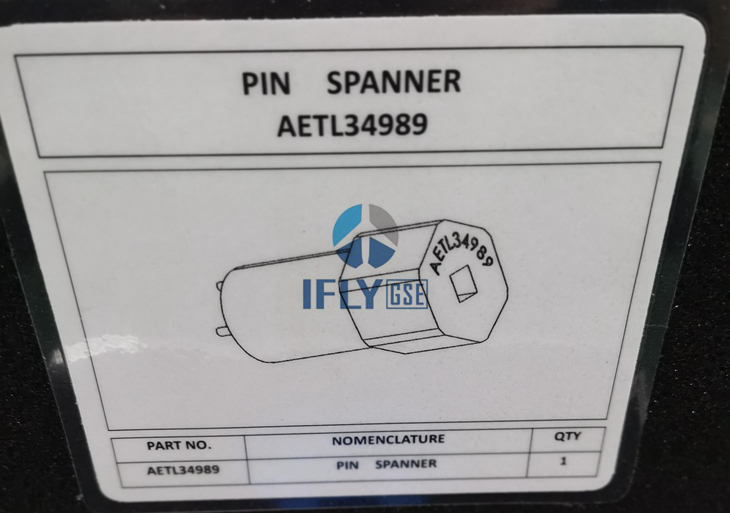 PIN SPANNER
AETL34989
AETL34989
IFLY GSE
PART NO. NOMENCLATURE QTY
AETL34989 PIN SPANNER 1